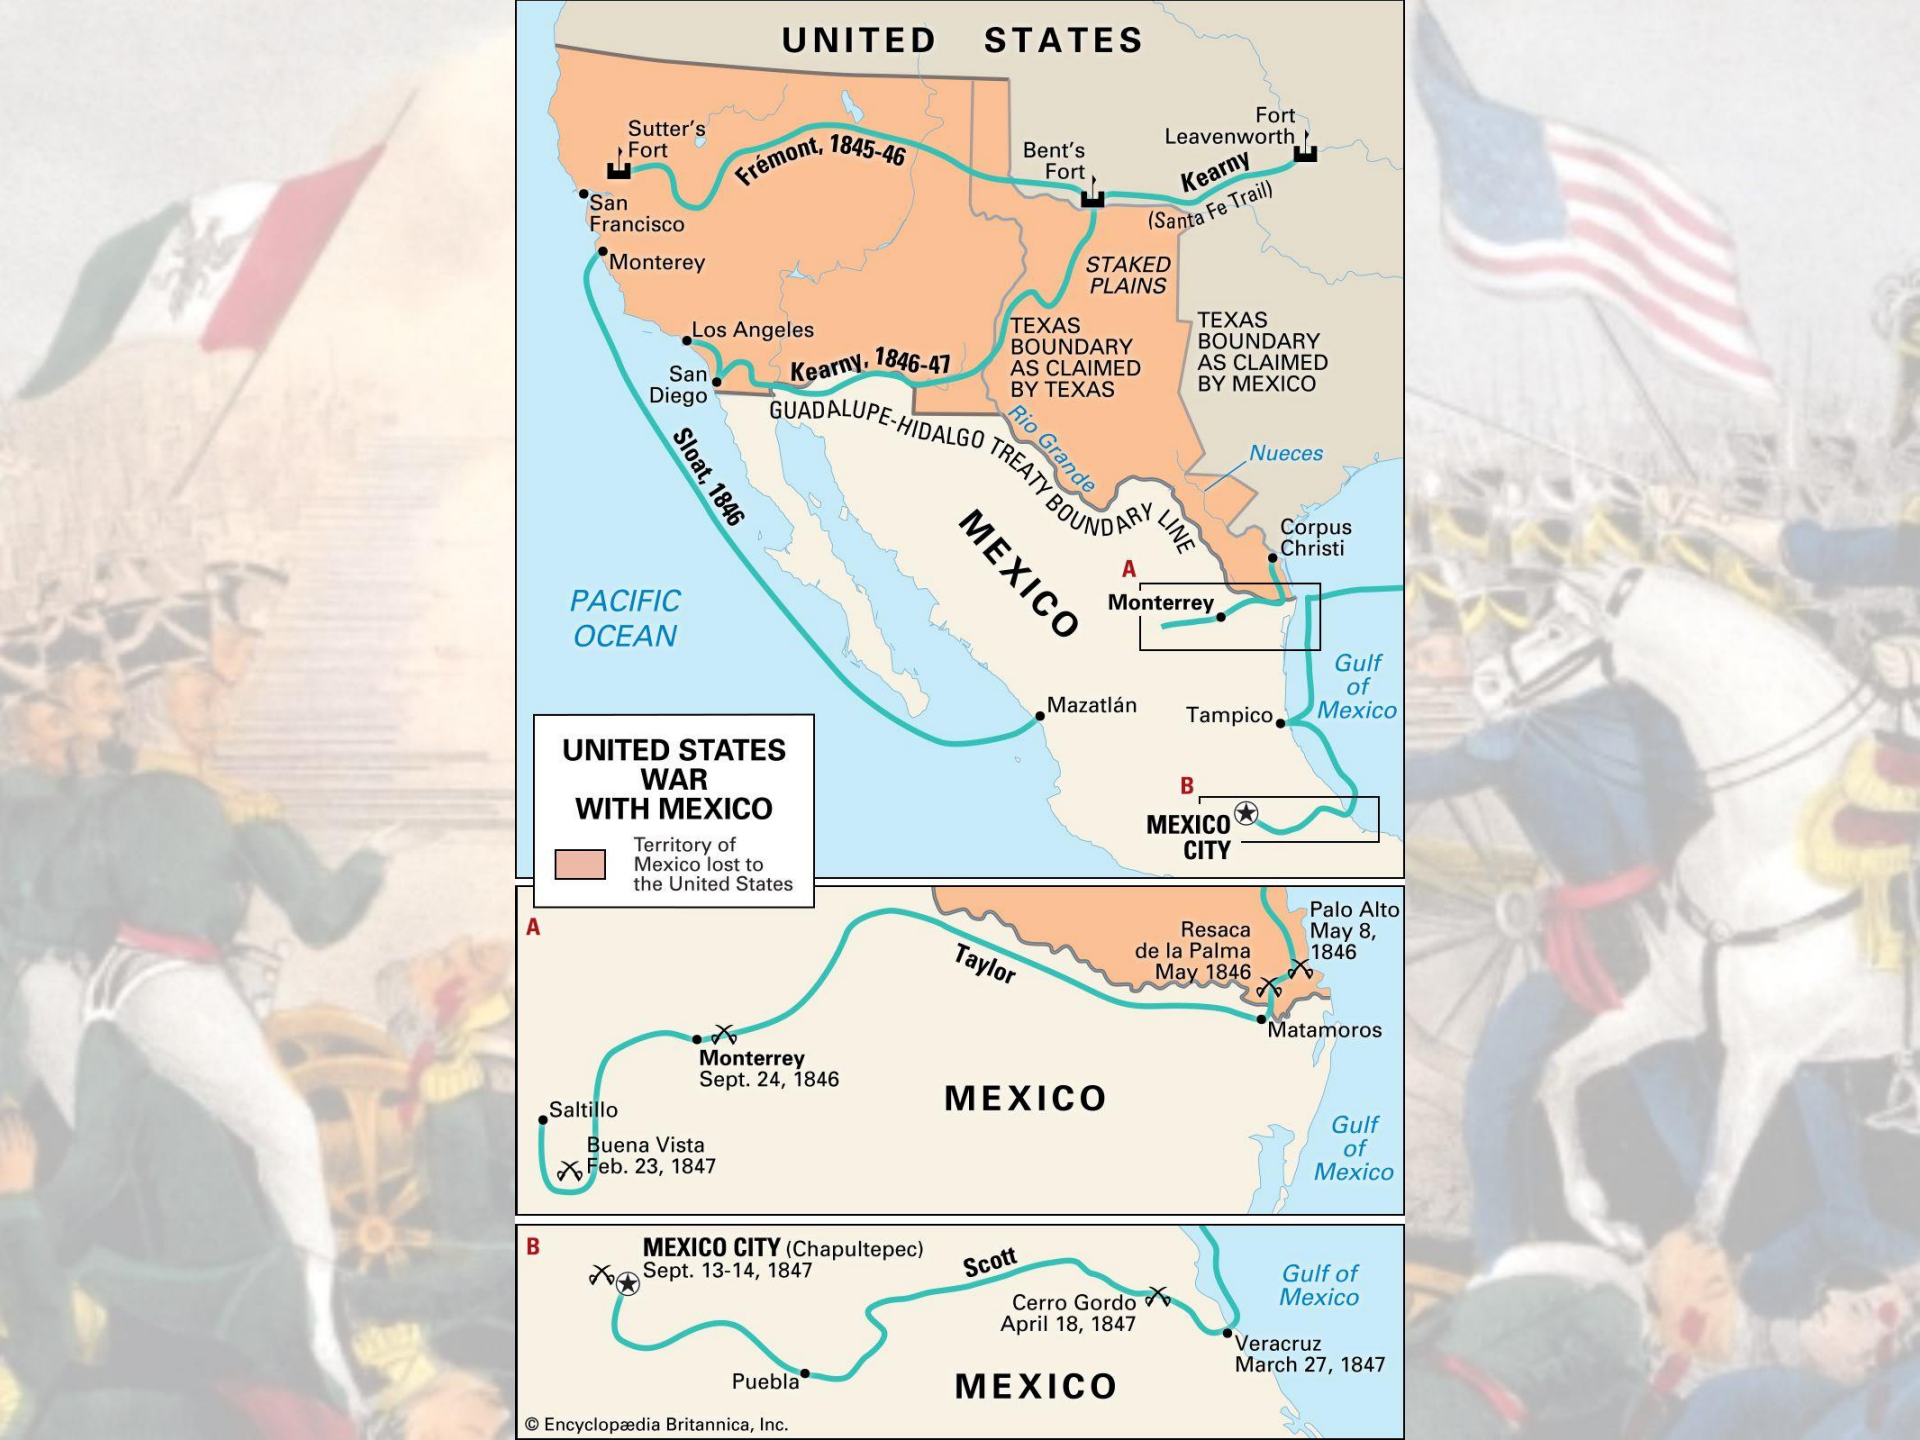 UNITED STATES
Sutter's
Fort
Frémont, 1845-46
Bent's
Fort
Fort
Leavenworth
Kearny
(Santa Fe Trail)
San
Francisco
Monterey
STAKED
PLAINS
Los Angeles
San
Diego
Kearny, 1846-47
TEXAS
BOUNDARY
AS CLAIMED
BY TEXAS
TEXAS
BOUNDARY
AS CLAIMED
BY MEXICO
GUADALUPE-HIDALGO TREATY BOUNDARY LINE
Rio Grande
Nueces
Sloat, 1846
MEXICO
Corpus
Christi
A
Monterrey
PACIFIC
OCEAN
Gulf
of
Mexico
Mazatlán
Tampico
B
MEXICO
CITY
UNITED STATES
WAR
WITH MEXICO
Territory of
Mexico lost to
the United States
A
Taylor
Resaca
de la Palma
May 1846
Palo Alto
May 8,
1846
Matamoros
Monterrey
Sept. 24, 1846
MEXICO
Saltillo
Buena Vista
Feb. 23, 1847
Gulf
of
Mexico
B
MEXICO CITY (Chapultepec)
Sept. 13-14, 1847
Scott
Cerro Gordo
April 18, 1847
Gulf of
Mexico
Veracruz
March 27, 1847
Puebla
MEXICO
© Encyclopædia Britannica, Inc.